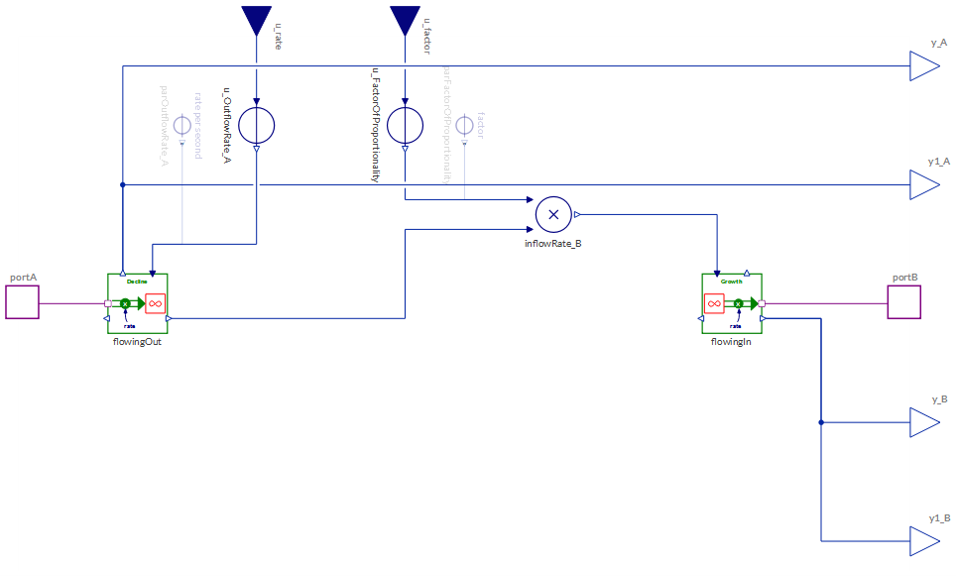 u_rate
u_factor
y_A
parOutflowRate_A
rate per second
u_OutflowRate_A
u_FactorOfProportionality
parFactorOfProportionality
factor
y1_A
×
inflowRate_B
portA
Decline
∞
rate
flowingOut
Growth
∞
rate
flowingIn
portB
y_B
y1_B